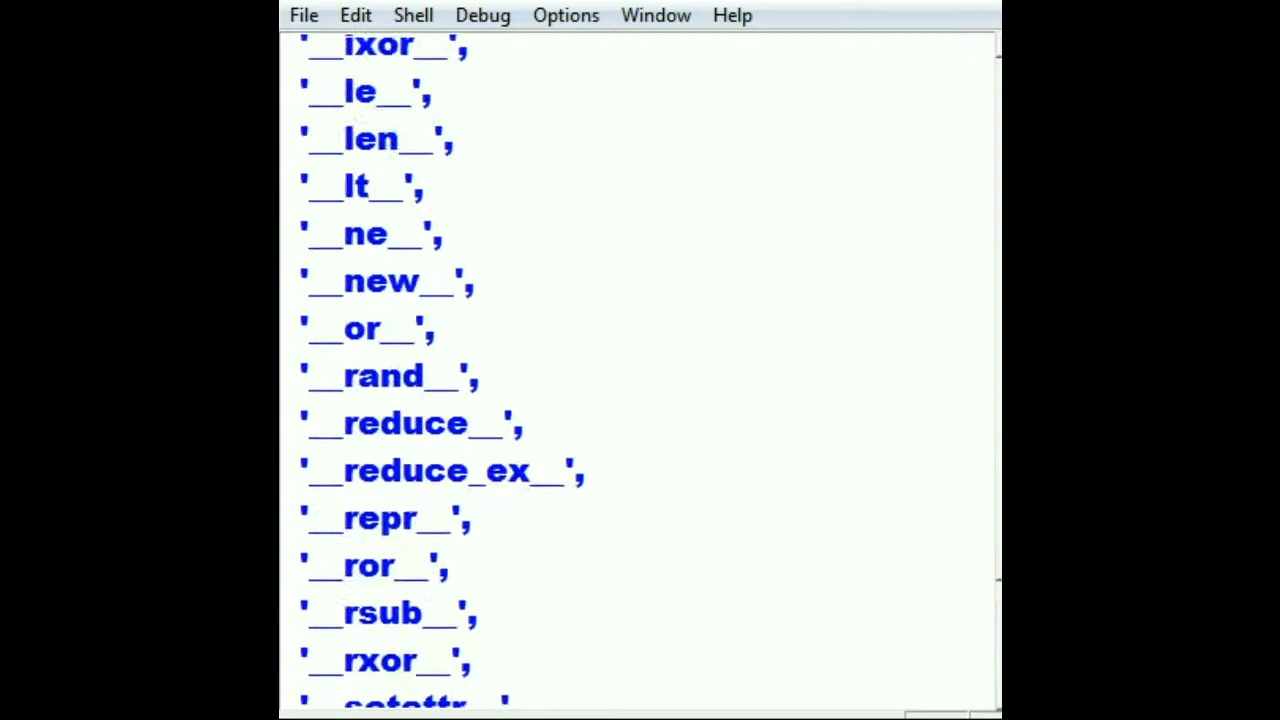 File Edit Shell Debug Options Window Help
'__ixor__',
'__le__',
'__len__',
'__lt__',
'__ne__',
'__new__',
'__or__',
'__rand__',
'__reduce__',
'__reduce_ex__',
'__repr__',
'__ror__',
'__rsub__',
'__rxor__',
'__setattr__'